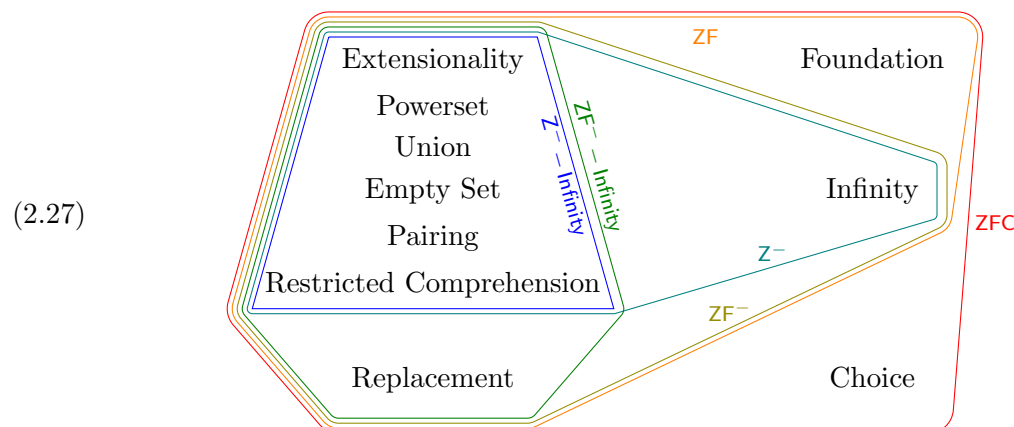 ZF
Extensionality
Foundation
Powerset
Union
(2.27)
Empty Set
Infinity
Pairing
Restricted Comprehension
Z⁻ − Infinity
ZF⁻ − Infinity
ZFC
Z⁻
ZF⁻
Replacement
Choice